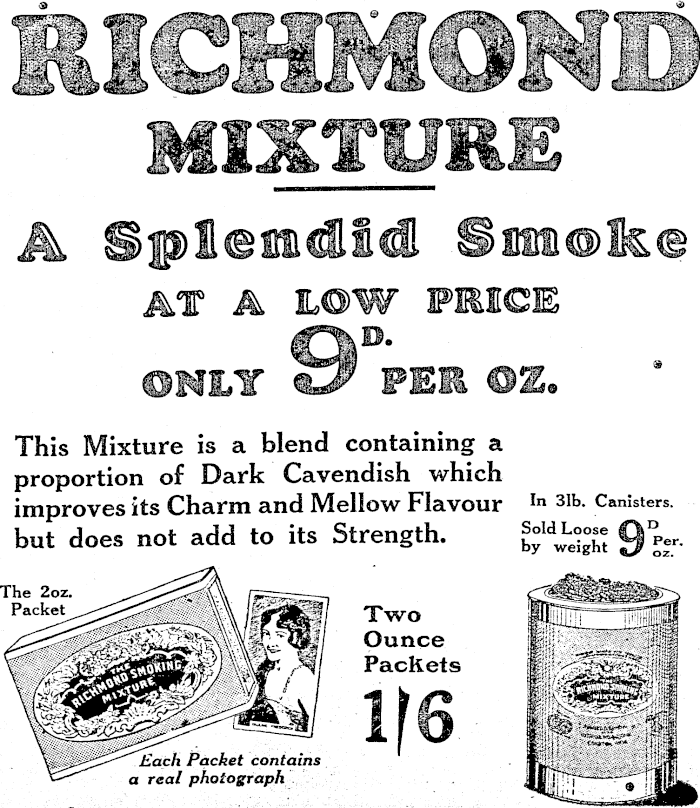 RICHMOND
MIXTURE
A Splendid Smoke
AT A LOW PRICE
ONLY 9D. PER OZ.
This Mixture is a blend containing a
proportion of Dark Cavendish which
improves its Charm and Mellow Flavour
but does not add to its Strength.
In 3lb. Canisters.
Sold Loose
by weight 9D Per.
oz.
The 2oz.
Packet
THE
RICHMOND SMOKING
MIXTURE
Two
Ounce
Packets
1/6
Each Packet contains
a real photograph
RICHMOND SMOKING
MIXTURE